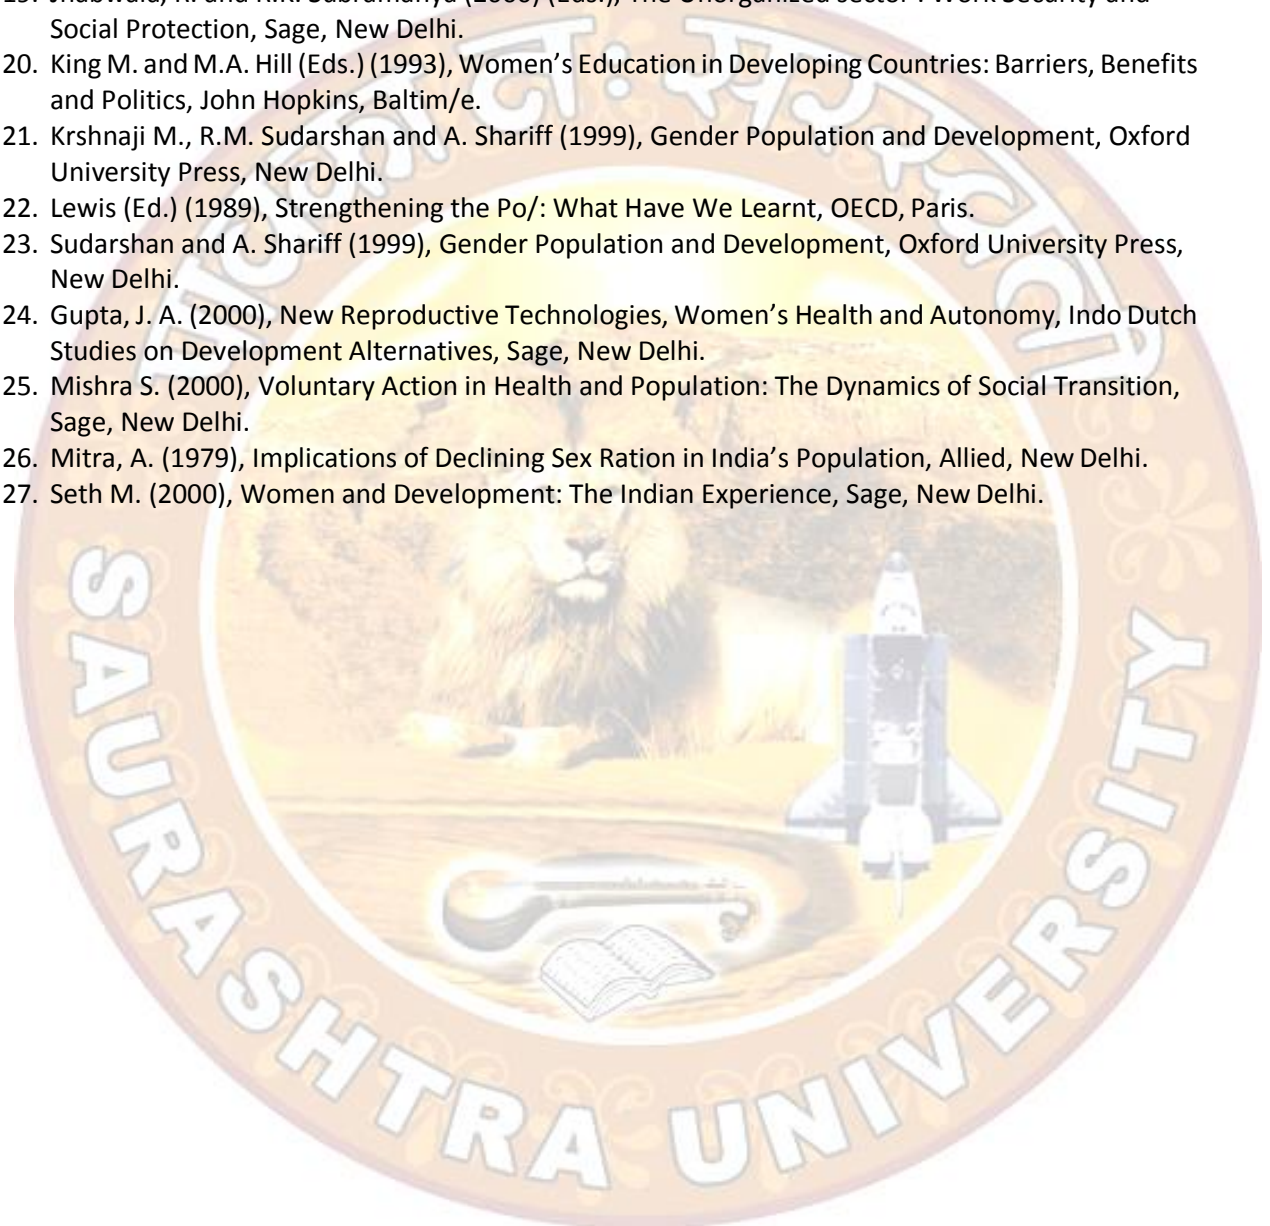 Social Protection, Sage, New Delhi.
20. King M. and M.A. Hill (Eds.) (1993), Women’s Education in Developing Countries: Barriers, Benefits
and Politics, John Hopkins, Baltim/e.
21. Krshnaji M., R.M. Sudarshan and A. Shariff (1999), Gender Population and Development, Oxford
University Press, New Delhi.
22. Lewis (Ed.) (1989), Strengthening the Po/: What Have We Learnt, OECD, Paris.
23. Sudarshan and A. Shariff (1999), Gender Population and Development, Oxford University Press,
New Delhi.
24. Gupta, J. A. (2000), New Reproductive Technologies, Women’s Health and Autonomy, Indo Dutch
Studies on Development Alternatives, Sage, New Delhi.
25. Mishra S. (2000), Voluntary Action in Health and Population: The Dynamics of Social Transition,
Sage, New Delhi.
26. Mitra, A. (1979), Implications of Declining Sex Ration in India’s Population, Allied, New Delhi.
27. Seth M. (2000), Women and Development: The Indian Experience, Sage, New Delhi.
पावका नः सरस्वती
SAURASHTRA UNIVERSITY